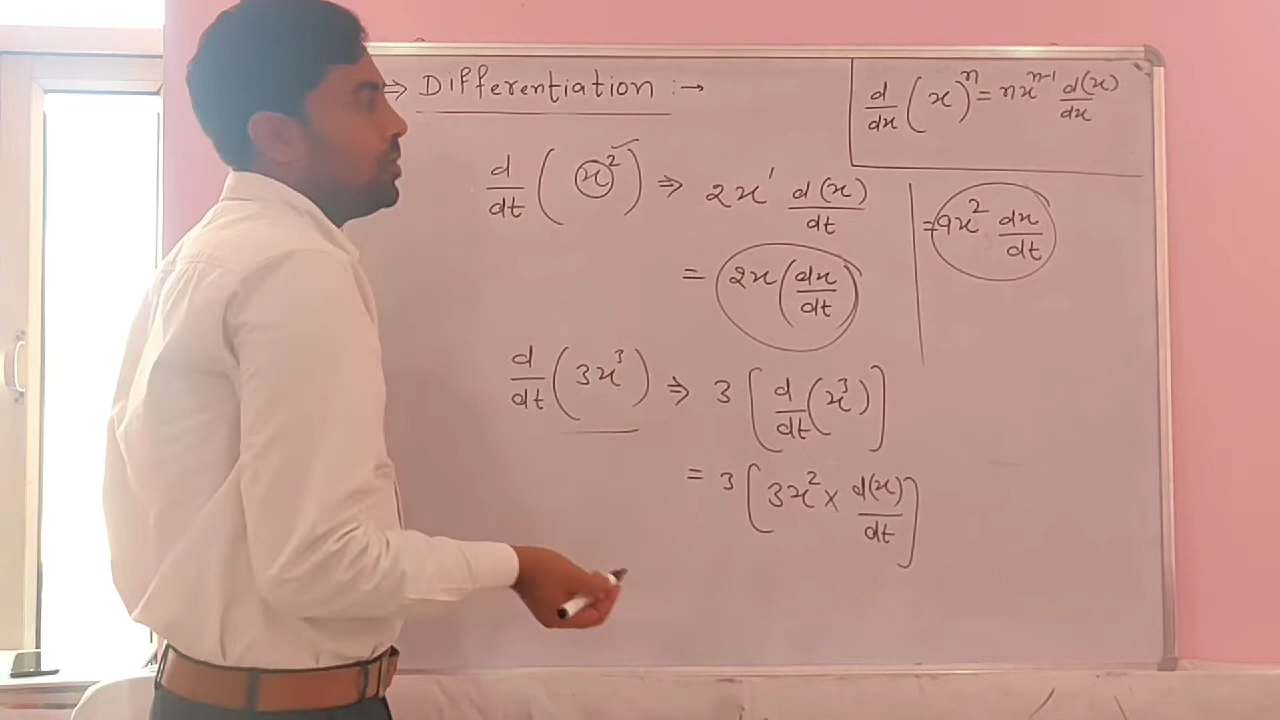 ⇒ Differentiation :→
d/dx (x)^n = nx^(n-1) d(x)/dx
d/dt (x²) ⇒ 2x¹ d(x)/dt
= 2x (dx/dt)
d/dt (3x³) ⇒ 3 [d/dt (x³)]
= 3 [3x² × d(x)/dt]
= 9x² dx/dt